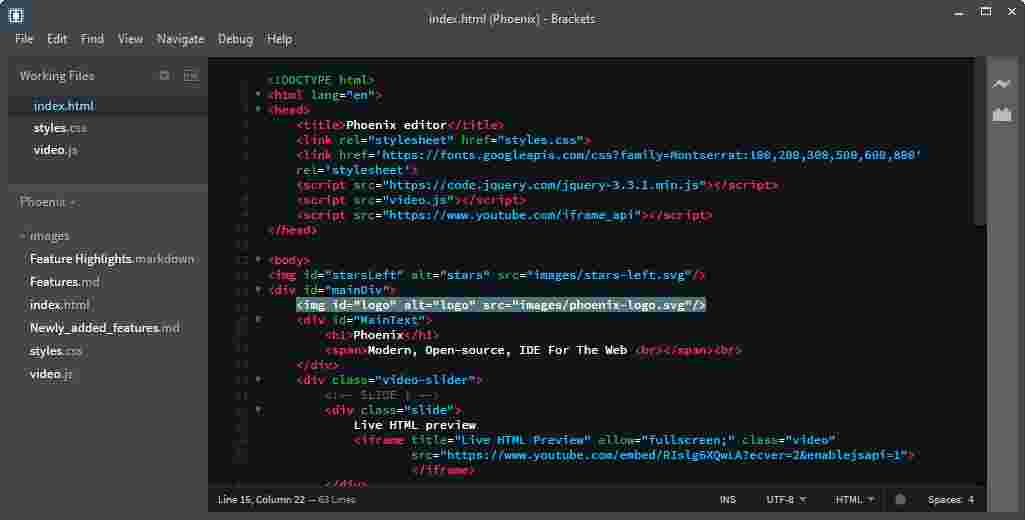 index.html (Phoenix) - Brackets
File Edit Find View Navigate Debug Help
Working Files
index.html
styles.css
video.js
Phoenix
images
Feature Highlights.markdown
Features.md
index.html
Newly_added_features.md
styles.css
video.js
<!DOCTYPE html>
<html lang="en">
<head>
<title>Phoenix editor</title>
<link rel="stylesheet" href="styles.css">
<link href='https://fonts.googleapis.com/css?family=Montserrat:100,200,300,500,600,800'
rel='stylesheet'>
<script src="https://code.jquery.com/jquery-3.3.1.min.js"></script>
<script src="video.js"></script>
<script src="https://www.youtube.com/iframe_api"></script>
</head>
<body>
<img id="starsLeft" alt="stars" src="images/stars-left.svg"/>
<div id="mainDiv">
<img id="logo" alt="logo" src="images/phoenix-logo.svg"/>
<div id="MainText">
<h1>Phoenix</h1>
<span>Modern, Open-source, IDE For The Web <br></span><br>
</div>
<div class="video-slider">
<!-- SLIDE 1 -->
<div class="slide">
Live HTML preview
<iframe title="Live HTML Preview" allow="fullscreen;" class="video"
src="https://www.youtube.com/embed/RIslg6XQwLA?ecver=2&enablejsapi=1">
</iframe>
</div>
Line 15, Column 22 — 63 Lines
INS UTF-8 HTML Spaces: 4